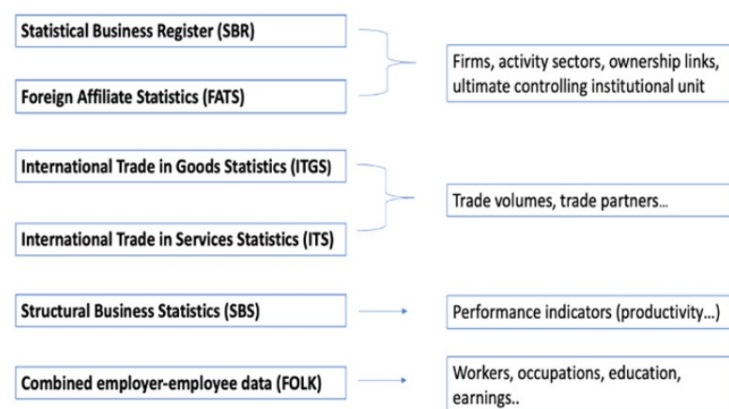 Statistical Business Register (SBR)
Foreign Affiliate Statistics (FATS)
Firms, activity sectors, ownership links,
ultimate controlling institutional unit
International Trade in Goods Statistics (ITGS)
International Trade in Services Statistics (ITS)
Trade volumes, trade partners...
Structural Business Statistics (SBS)
Performance indicators (productivity...)
Combined employer-employee data (FOLK)
Workers, occupations, education,
earnings..